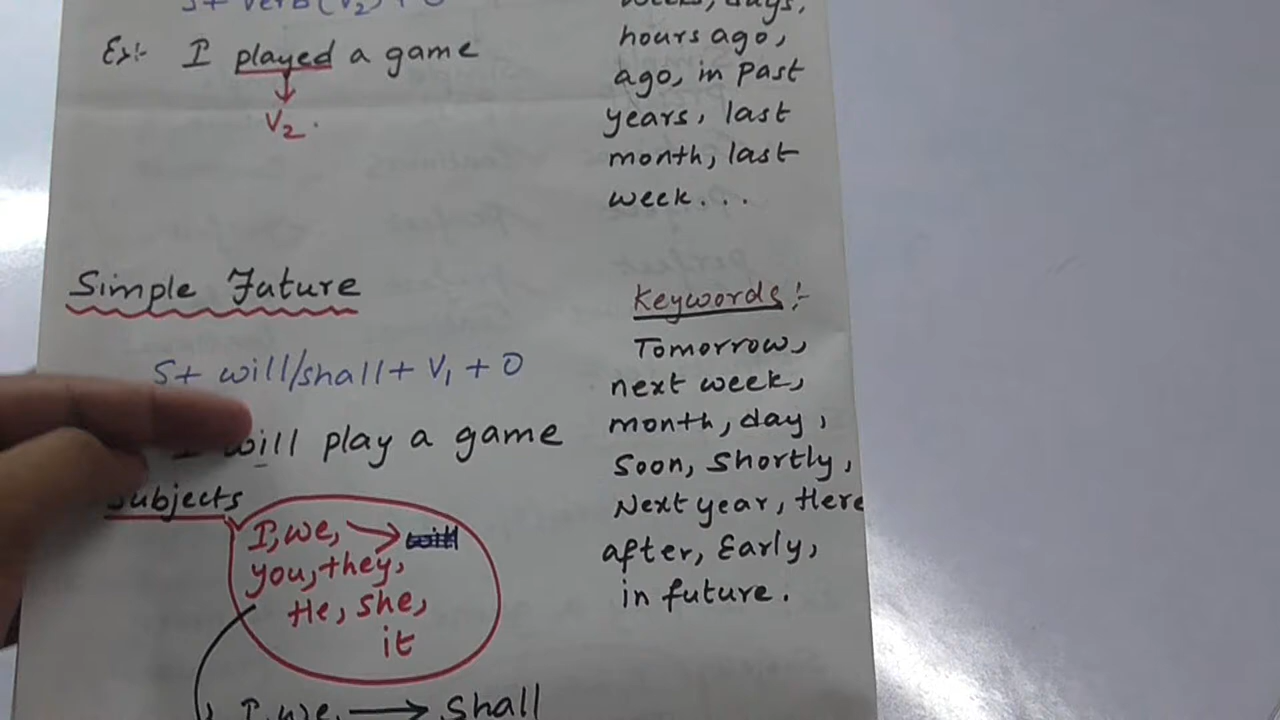 S+ verb(V2) + O
Ex:- I played a game
V2.
weeks, days,
hours ago,
ago, in past
years, last
month, last
week...
Simple Future
S+ will/shall + V1 + O
I will play a game
Subjects
I, we,
you, they,
He, she,
it
I, we → Shall
Keywords:-
Tomorrow,
next week,
month, day,
Soon, shortly,
Next year, Here
after, Early,
in future.